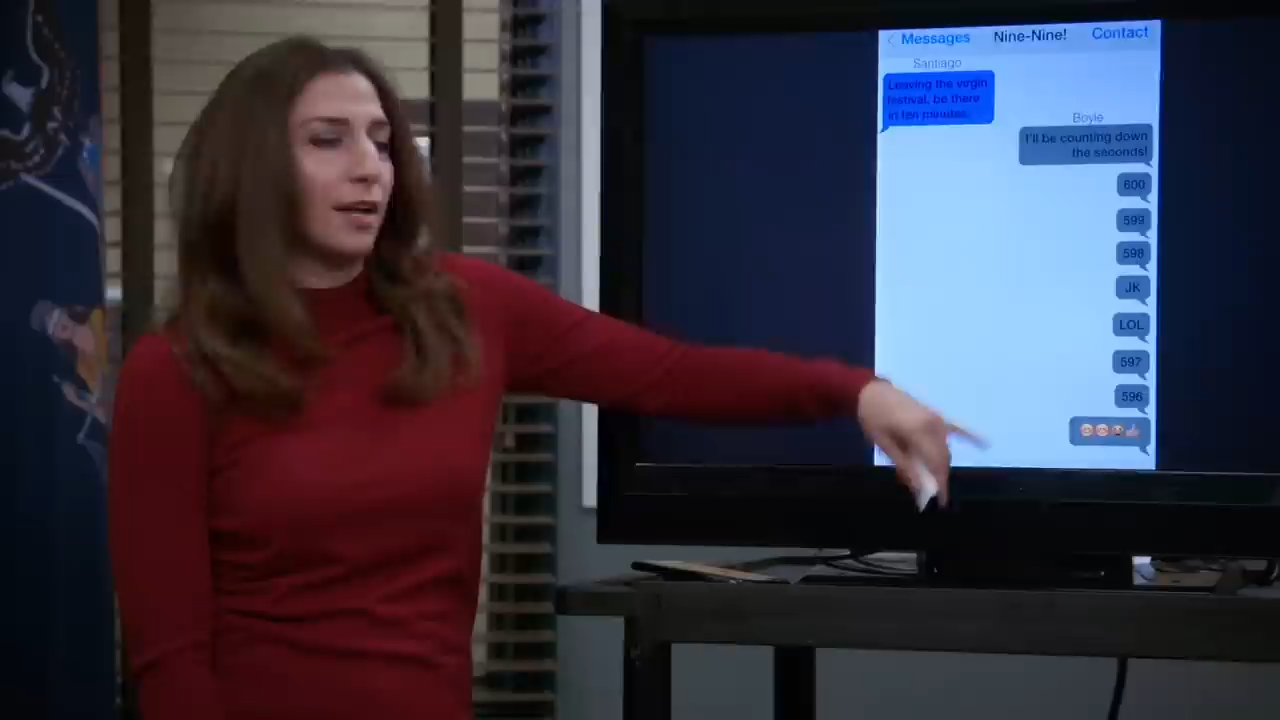 Messages Nine-Nine! Contact
Santiago
Leaving the virgin
festival, be there
in ten minutes.
Boyle
I'll be counting down
the seconds!
600
599
598
JK
LOL
597
596